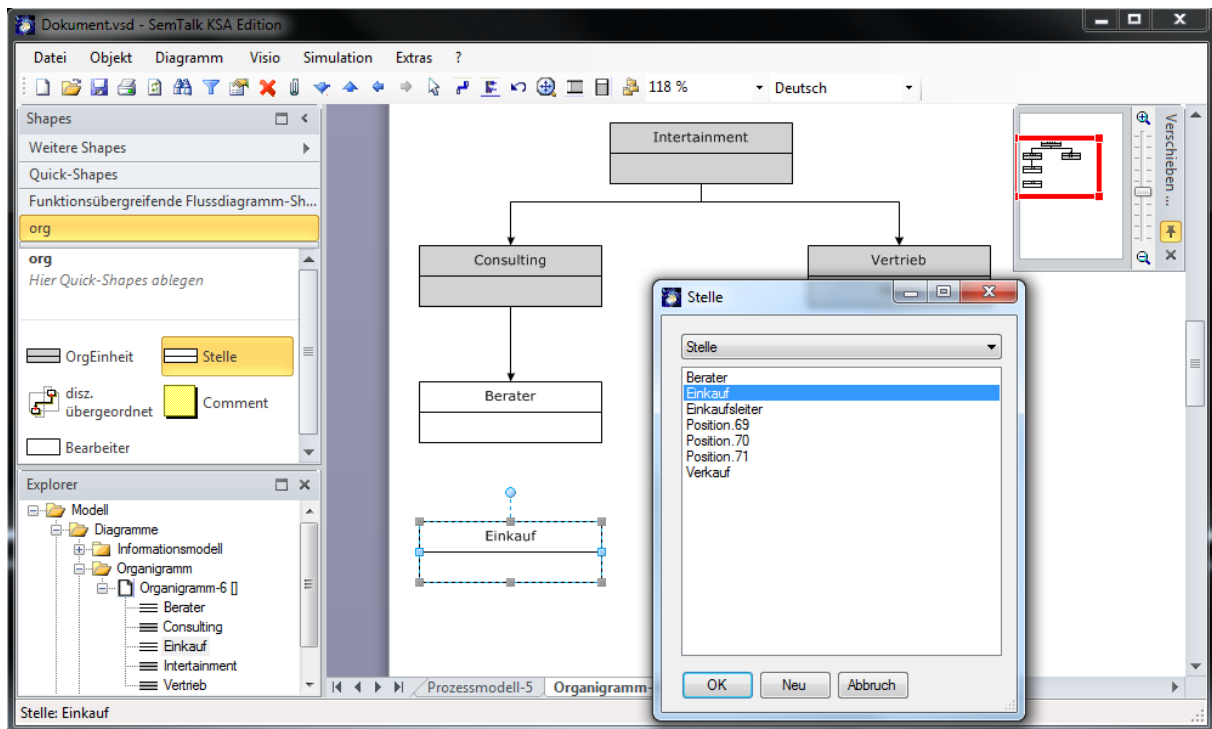 Dokument.vsd - SemTalk KSA Edition
Datei Objekt Diagramm Visio Simulation Extras ?
118 % Deutsch
Shapes
Weitere Shapes
Quick-Shapes
Funktionsübergreifende Flussdiagramm-Sh...
org
org
Hier Quick-Shapes ablegen
OrgEinheit Stelle
disz.
übergeordnet Comment
Bearbeiter
Explorer
Modell
Diagramme
Informationsmodell
Organigramm
Organigramm-6 []
Berater
Consulting
Einkauf
Intertainment
Vertrieb
Intertainment
Consulting
Vertrieb
Berater
Einkauf
Verschieben ...
Stelle
Stelle
Berater
Einkauf
Einkaufsleiter
Position.69
Position.70
Position.71
Verkauf
OK Neu Abbruch
Prozessmodell-5 Organigramm-
Stelle: Einkauf